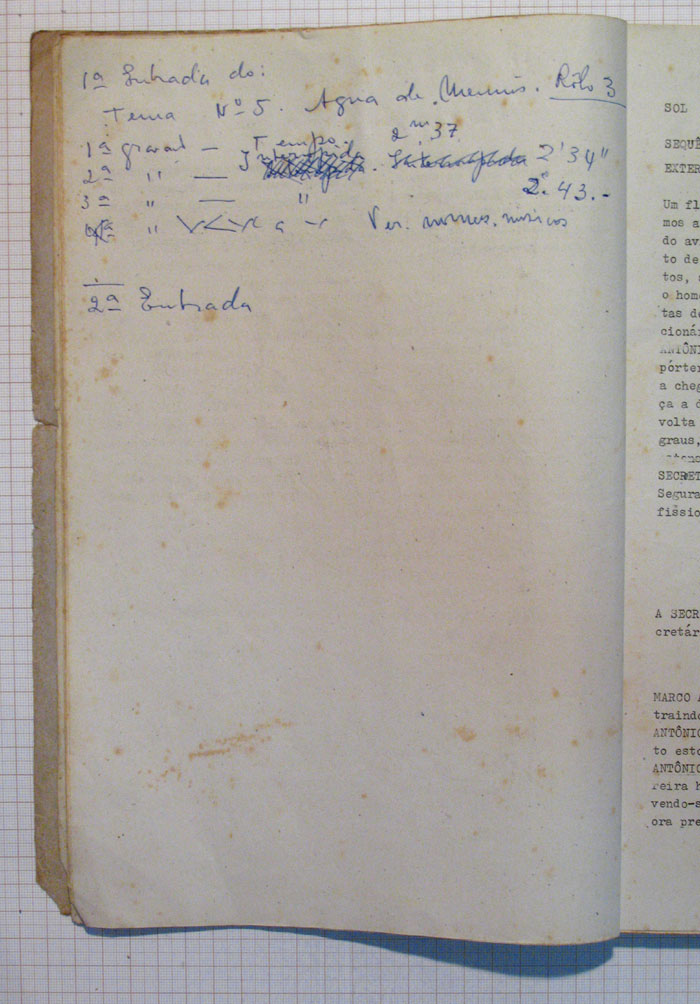 1ª Entrada do:
Tema Nº 5. Agua de Meninos. Rôlo 3
1ª gravad — Tempo. 2 m 37
2ª " — 2' 34"
3ª — " — " 2". 43. -
4ª "
Ver. nomes. músicos
2ª Entrada
SOL
SEQUÊ
EXTER
Um fl
mos a
do av
to de
tos, a
o home
tas de
cioná
ANTÔNI
pórter
a cheg
ça a d
volta
graus,
SECRET
Segura
fissio
A SECR
cretár
MARCO A
traindo
ANTÔNIO
to esto
ANTÔNIO
reira h
vendo-s
ora pre